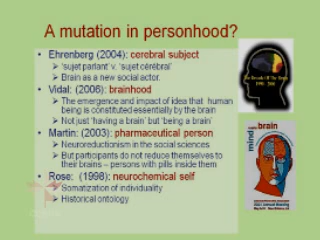 A mutation in personhood?
Ehrenberg (2004): cerebral subject
'sujet parlant' v. 'sujet cérébral'
Brain as a new social actor.
Vidal: (2006): brainhood
The emergence and impact of idea that human
being is constituted essentially by the brain
Not just 'having a brain' but 'being a brain'
Martin: (2003): pharmaceutical person
Neuroreductionism in the social sciences
But participants do not reduce themselves to
their brains – persons with pills inside them
Rose: (1998): neurochemical self
Somatization of individuality
Historical ontology
mind
brain